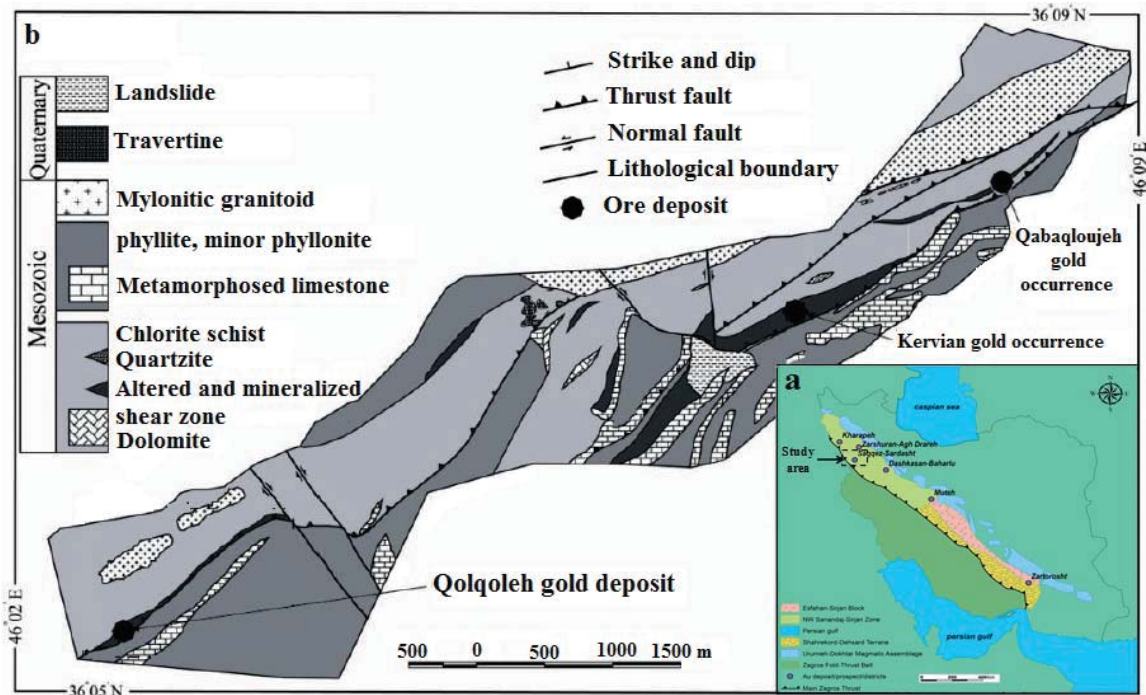 b
36°09'N
46°09'E
Quaternary
Landslide
Travertine
Mesozoic
Mylonitic granitoid
phyllite, minor phyllonite
Metamorphosed limestone
Chlorite schist
Quartzite
Altered and mineralized
shear zone
Dolomite
Strike and dip
Thrust fault
Normal fault
Lithological boundary
Ore deposit
Qabaqloujeh
gold
occurrence
Kervian gold occurrence
Qolqoleh gold deposit
500 0 500 1000 1500 m
46°02'E
36°05'N
a
N
W
E
S
caspian sea
Kharapeh
Zarshuran-Agh Drareh
Saqqez-Sardasht
Dashkasan-Baharlu
Study
area
Muteh
Zartorosht
persian gulf
Esfahan-Sirjan Block
NW Sanandaj-Sirjan Zone
Persian gulf
Shahrekord-Dehsard Terrane
Urumieh-Dokhtar Magmatic Assemblage
Zagros Fold-Thrust Belt
Au deposit/prospect/districts
Main Zagros Thrust